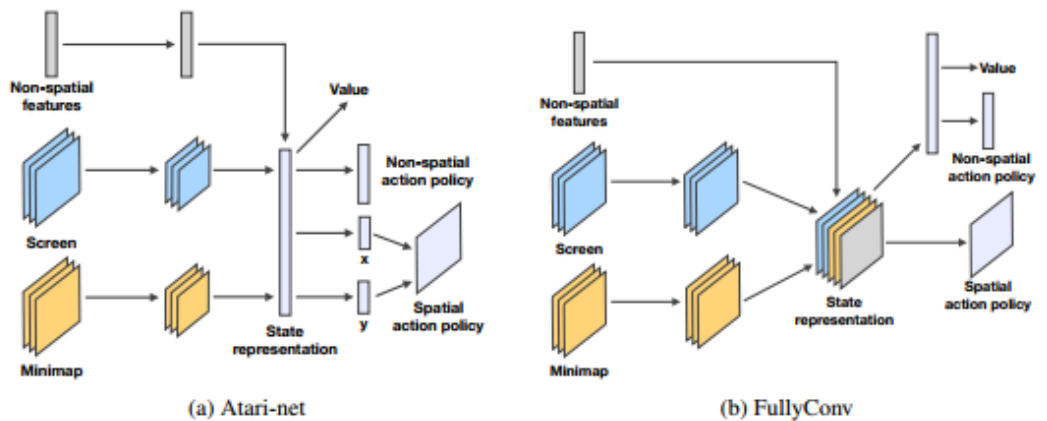 Non-spatial
features
Value
Non-spatial
action policy
Screen
x
y
Minimap
State
representation
Spatial
action policy
(a) Atari-net
Non-spatial
features
Value
Non-spatial
action policy
Screen
Minimap
State
representation
Spatial
action policy
(b) FullyConv